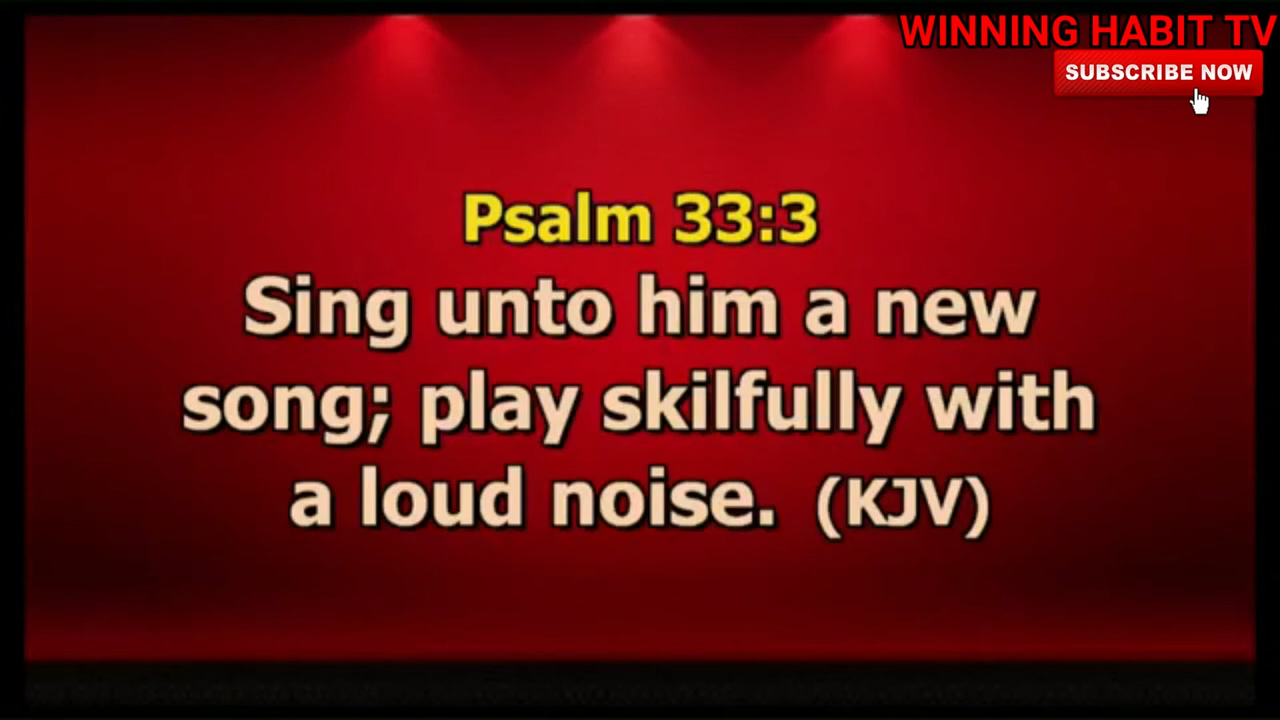 WINNING HABIT TV
SUBSCRIBE NOW
Psalm 33:3
Sing unto him a new
song; play skilfully with
a loud noise. (KJV)